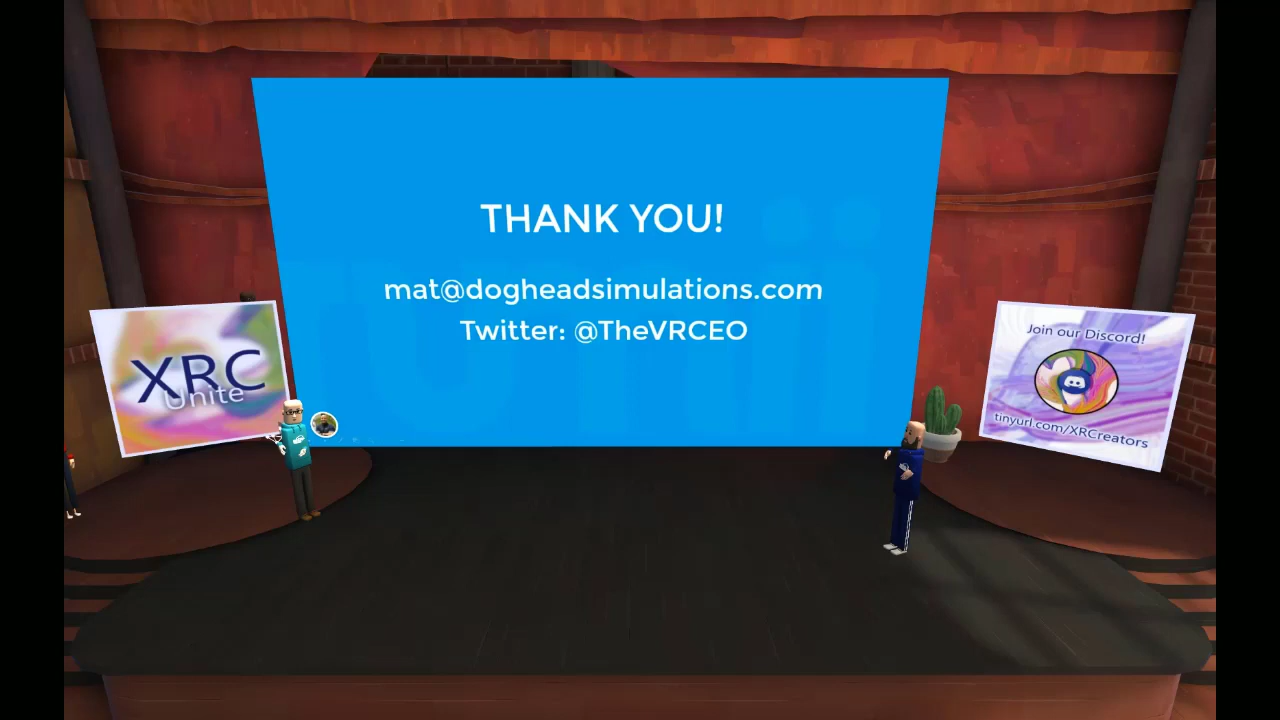 THANK YOU!
mat@dogheadsimulations.com
Twitter: @TheVRCEO
XRC
Unite
Join our Discord!
tinyurl.com/XRCreators